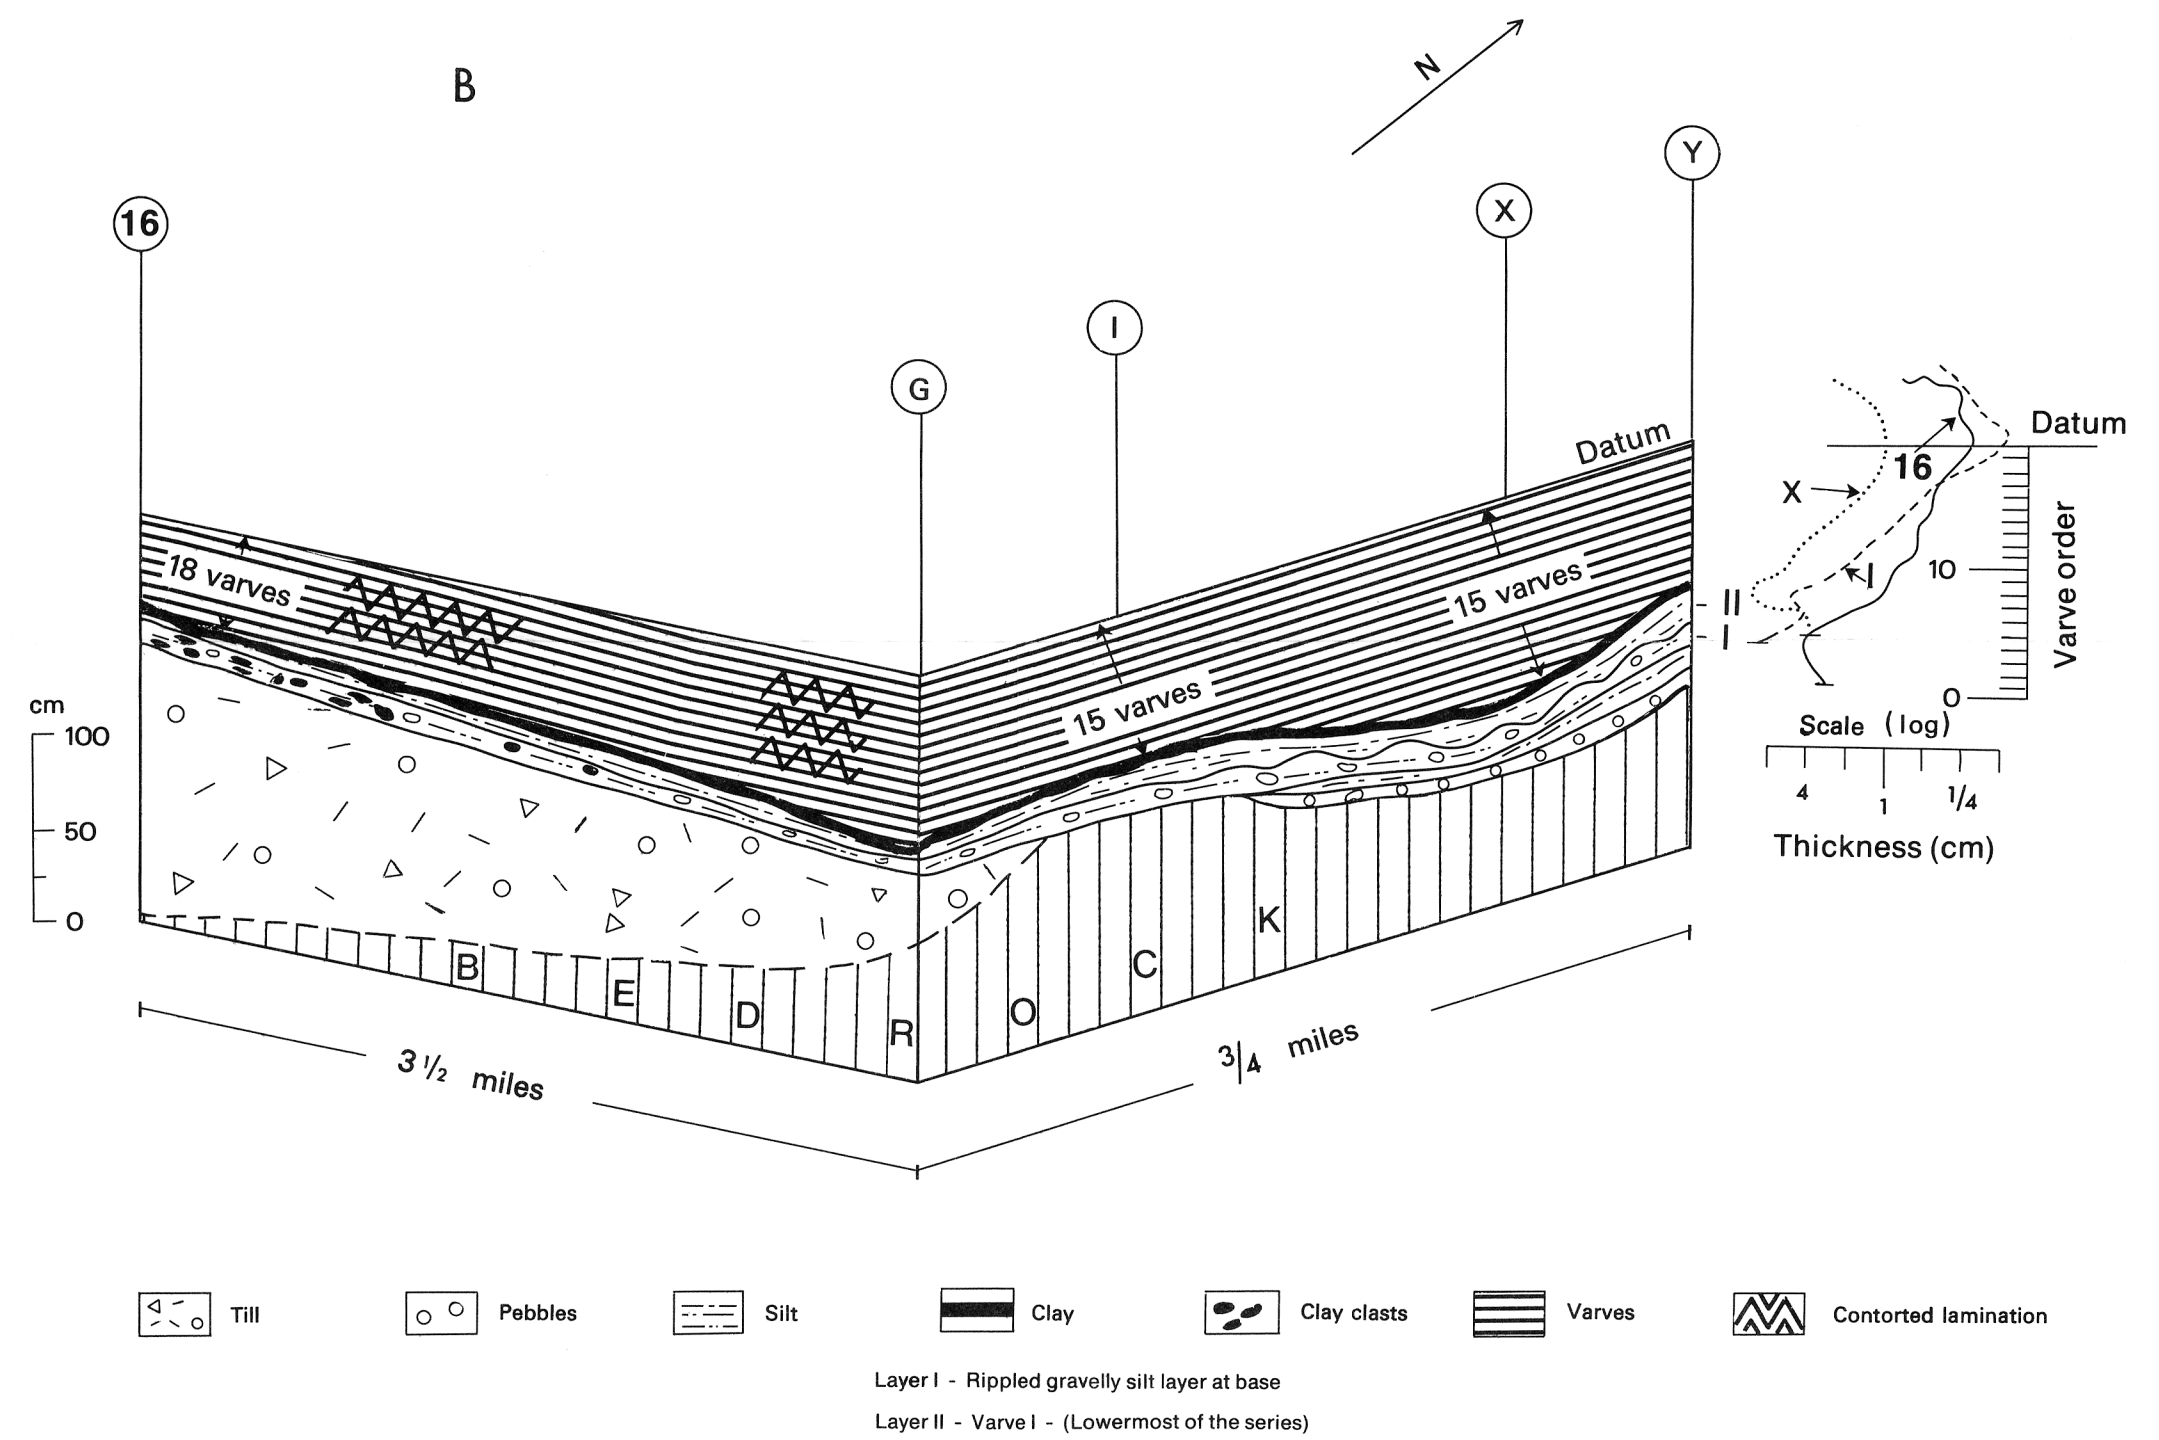 B
N
16
G
I
X
Y
Datum
18 varves
15 varves
15 varves
II
I
Datum
16
X
I
10
0
Varve order
Scale (log)
4 1 1/4
Thickness (cm)
cm
100
50
0
B E D R O C K
3 1/2 miles
3/4 miles
Till
Pebbles
Silt
Clay
Clay clasts
Varves
Contorted lamination
Layer I - Rippled gravelly silt layer at base
Layer II - Varve I - (Lowermost of the series)